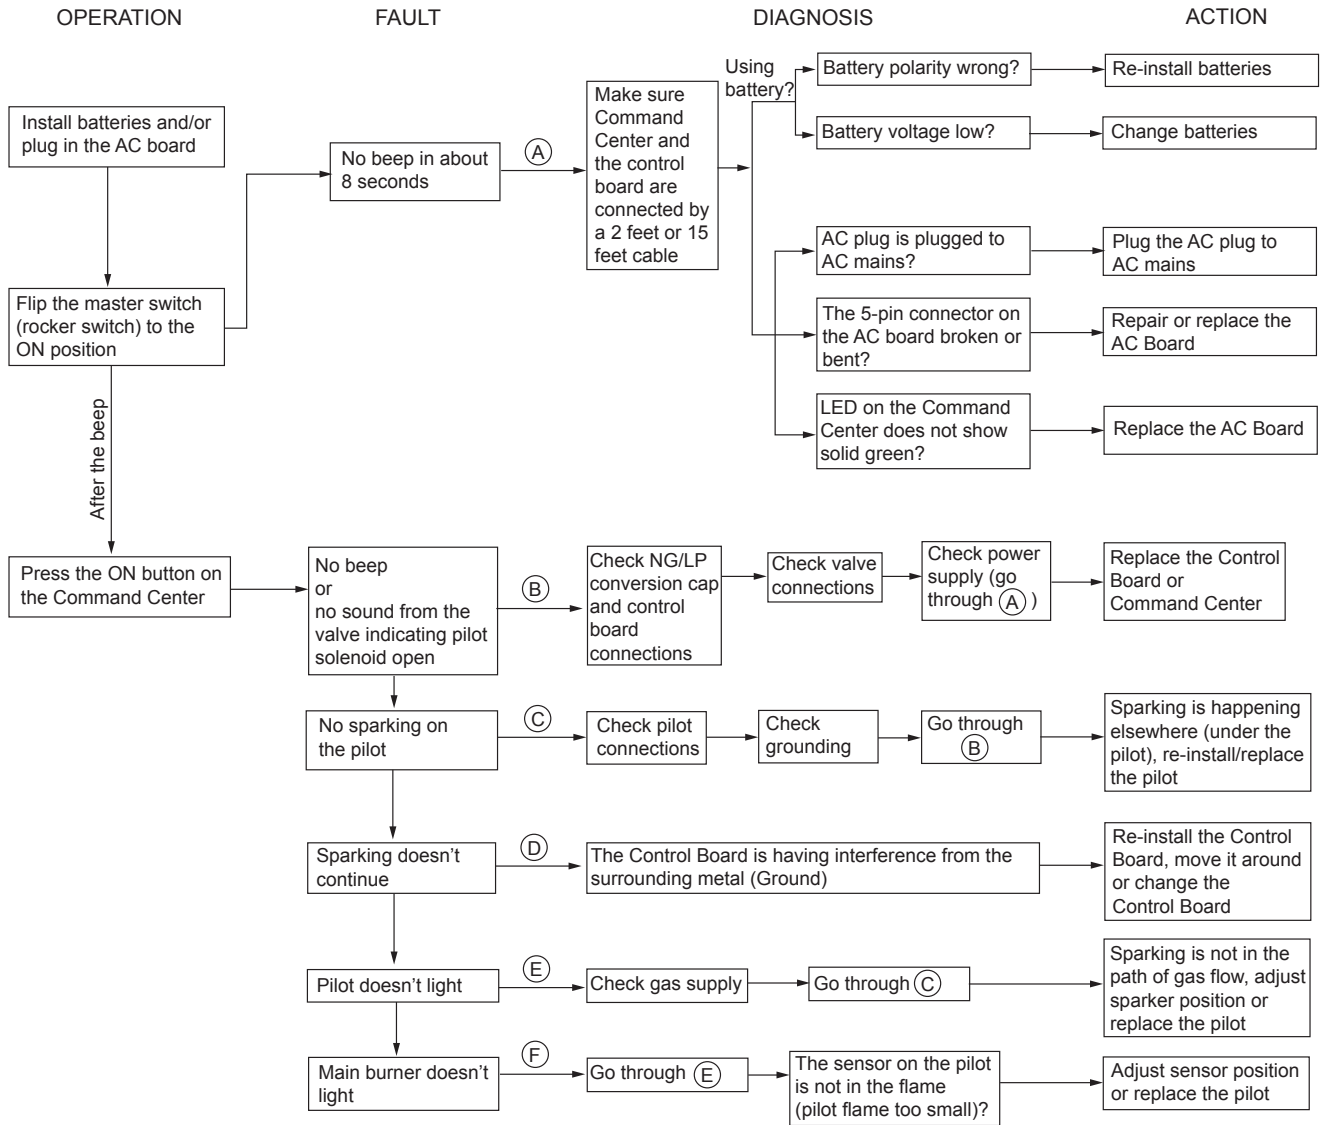 OPERATION
FAULT
DIAGNOSIS
ACTION
Install batteries and/or
plug in the AC board
Flip the master switch
(rocker switch) to the
ON position
After the beep
Press the ON button on
the Command Center
No beep in about
8 seconds
A
Make sure
Command
Center and
the control
board are
connected by
a 2 feet or 15
feet cable
Using
battery?
Battery polarity wrong?
Re-install batteries
Battery voltage low?
Change batteries
AC plug is plugged to
AC mains?
Plug the AC plug to
AC mains
The 5-pin connector on
the AC board broken or
bent?
Repair or replace the
AC Board
LED on the Command
Center does not show
solid green?
Replace the AC Board
No beep
or
no sound from the
valve indicating pilot
solenoid open
B
Check NG/LP
conversion cap
and control
board
connections
Check valve
connections
Check power
supply (go
through A )
Replace the Control
Board or
Command Center
No sparking on
the pilot
C
Check pilot
connections
Check
grounding
Go through
B
Sparking is happening
elsewhere (under the
pilot), re-install/replace
the pilot
Sparking doesn't
continue
D
The Control Board is having interference from the
surrounding metal (Ground)
Re-install the Control
Board, move it around
or change the
Control Board
Pilot doesn't light
E
Check gas supply
Go through C
Sparking is not in the
path of gas flow, adjust
sparker position or
replace the pilot
Main burner doesn't
light
F
Go through E
The sensor on the pilot
is not in the flame
(pilot flame too small)?
Adjust sensor position
or replace the pilot